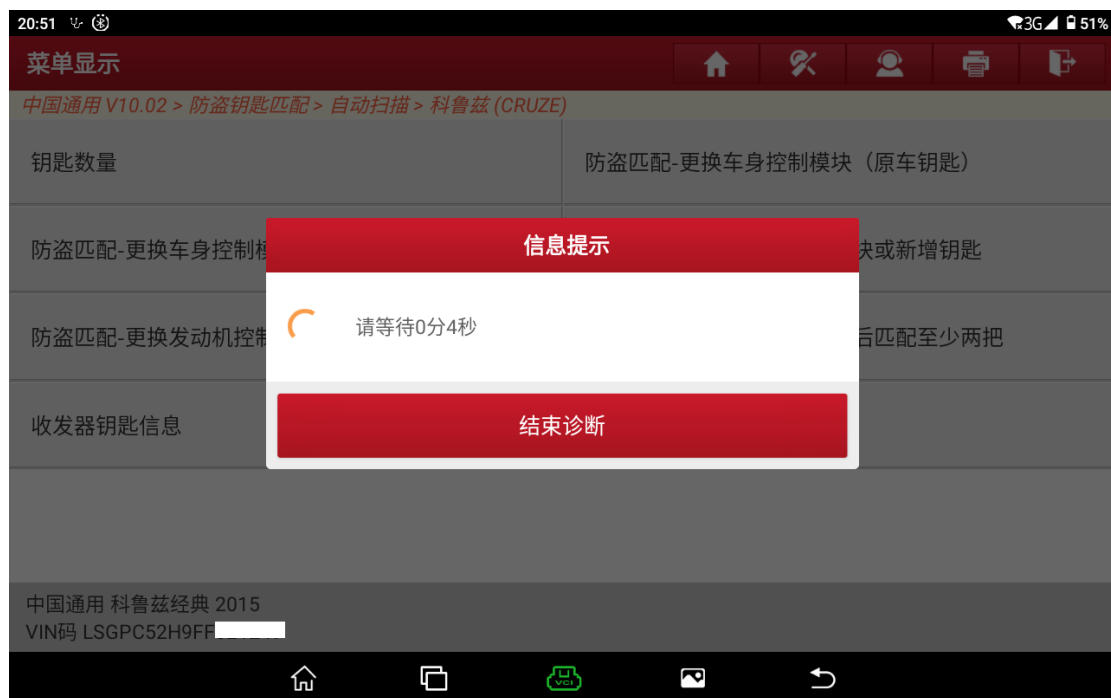 20:51 3G 51%
菜单显示
中国通用 V10.02 > 防盗钥匙匹配 > 自动扫描 > 科鲁兹 (CRUZE)
钥匙数量 防盗匹配-更换车身控制模块（原车钥匙）
防盗匹配-更换车身控制 或新增钥匙
信息提示
防盗匹配-更换发动机控 匹配至少两把
请等待0分4秒
收发器钥匙信息
结束诊断
中国通用 科鲁兹经典 2015
VIN码 LSGPC52H9FF
VCI